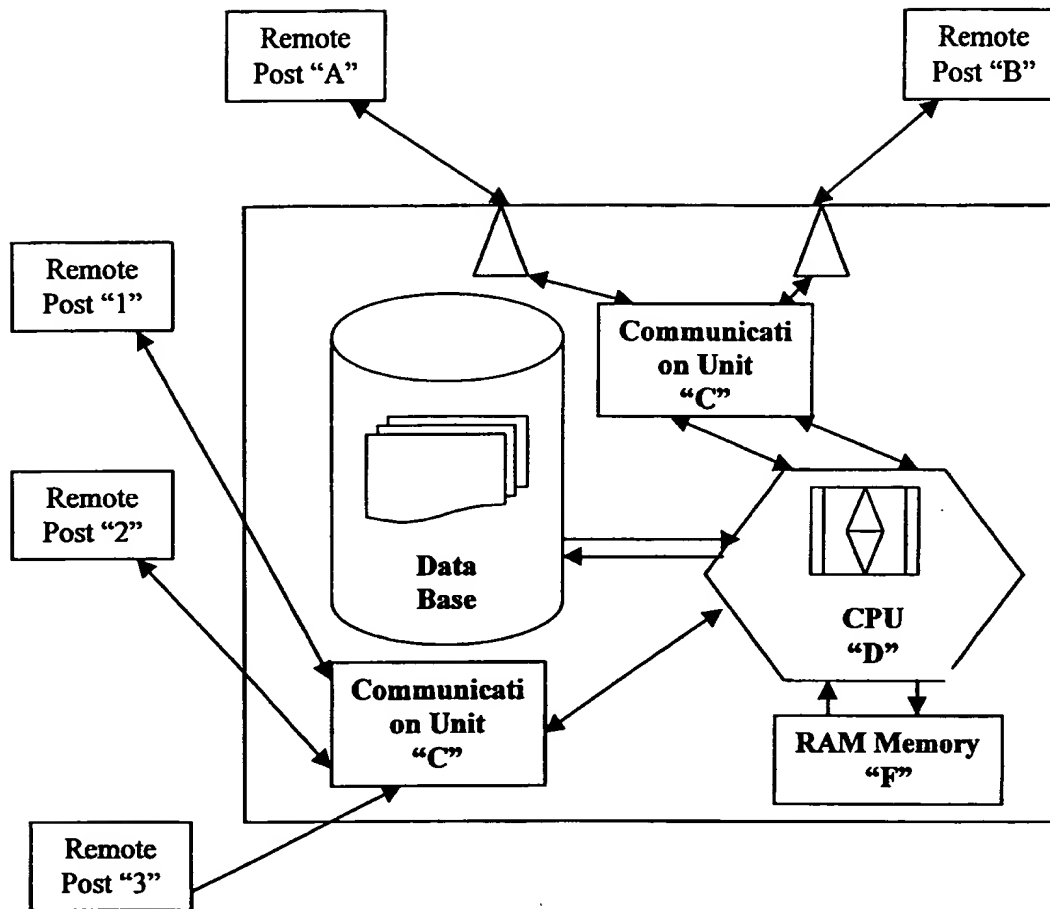 Remote
Post “A”
Remote
Post “B”
Remote
Post “1”
Communicati
on Unit
“C”
Remote
Post “2”
Data
Base
CPU
“D”
Communicati
on Unit
“C”
RAM Memory
“F”
Remote
Post “3”